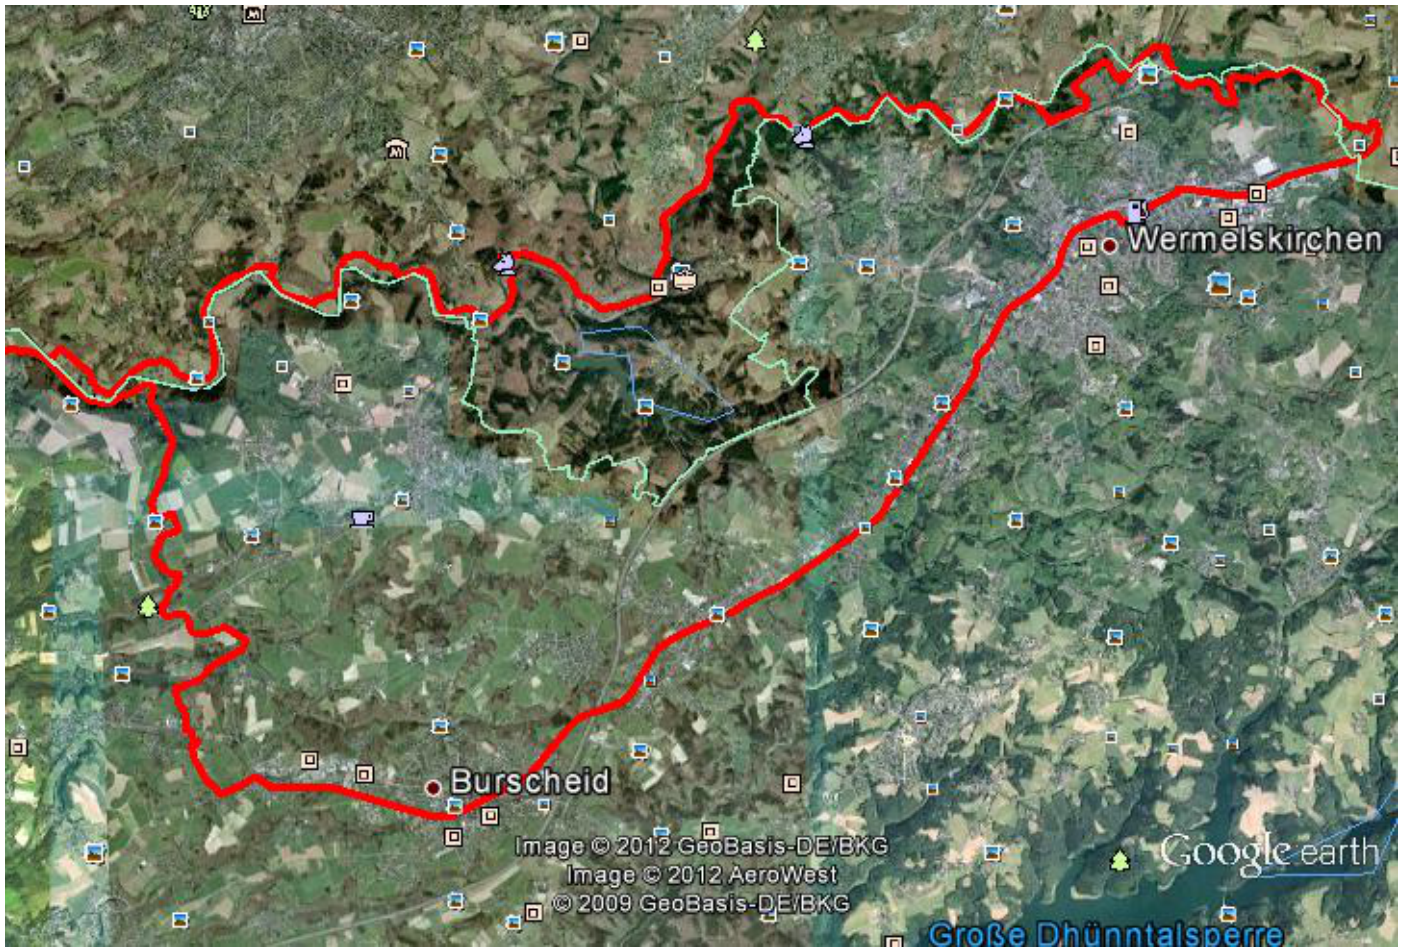 Wermelskirchen
Burscheid
Image © 2012 GeoBasis-DE/BKG
Image © 2012 AeroWest
© 2009 GeoBasis-DE/BKG
Google earth
Große Dhünntalsperre